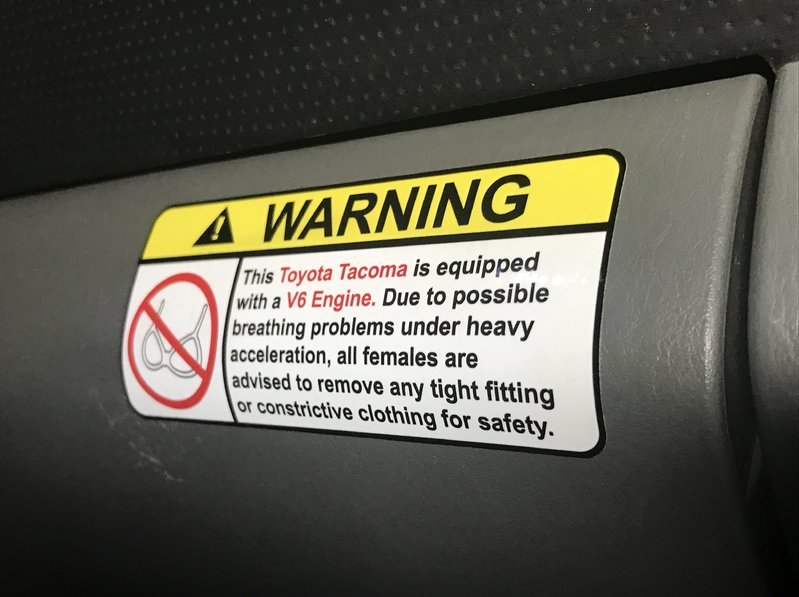 WARNING
This Toyota Tacoma is equipped
with a V6 Engine. Due to possible
breathing problems under heavy
acceleration, all females are
advised to remove any tight fitting
or constrictive clothing for safety.